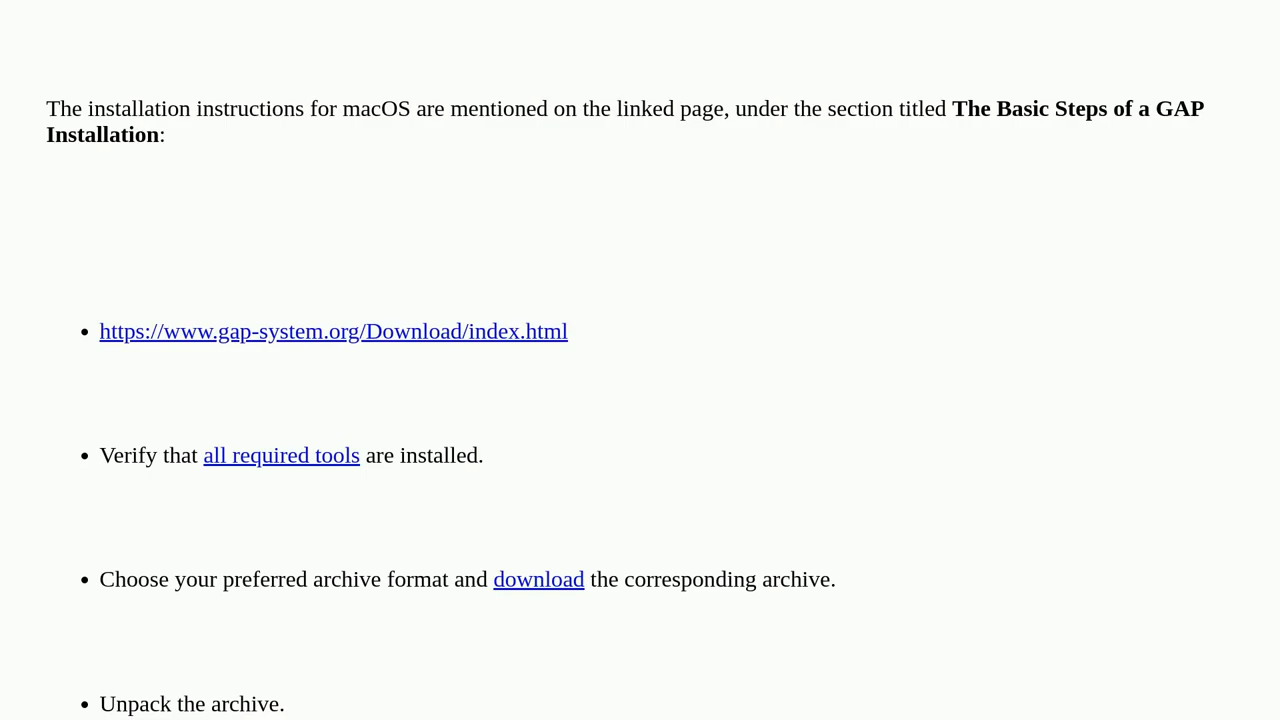 The installation instructions for macOS are mentioned on the linked page, under the section titled The Basic Steps of a GAP
Installation:
• https://www.gap-system.org/Download/index.html
• Verify that all required tools are installed.
• Choose your preferred archive format and download the corresponding archive.
• Unpack the archive.